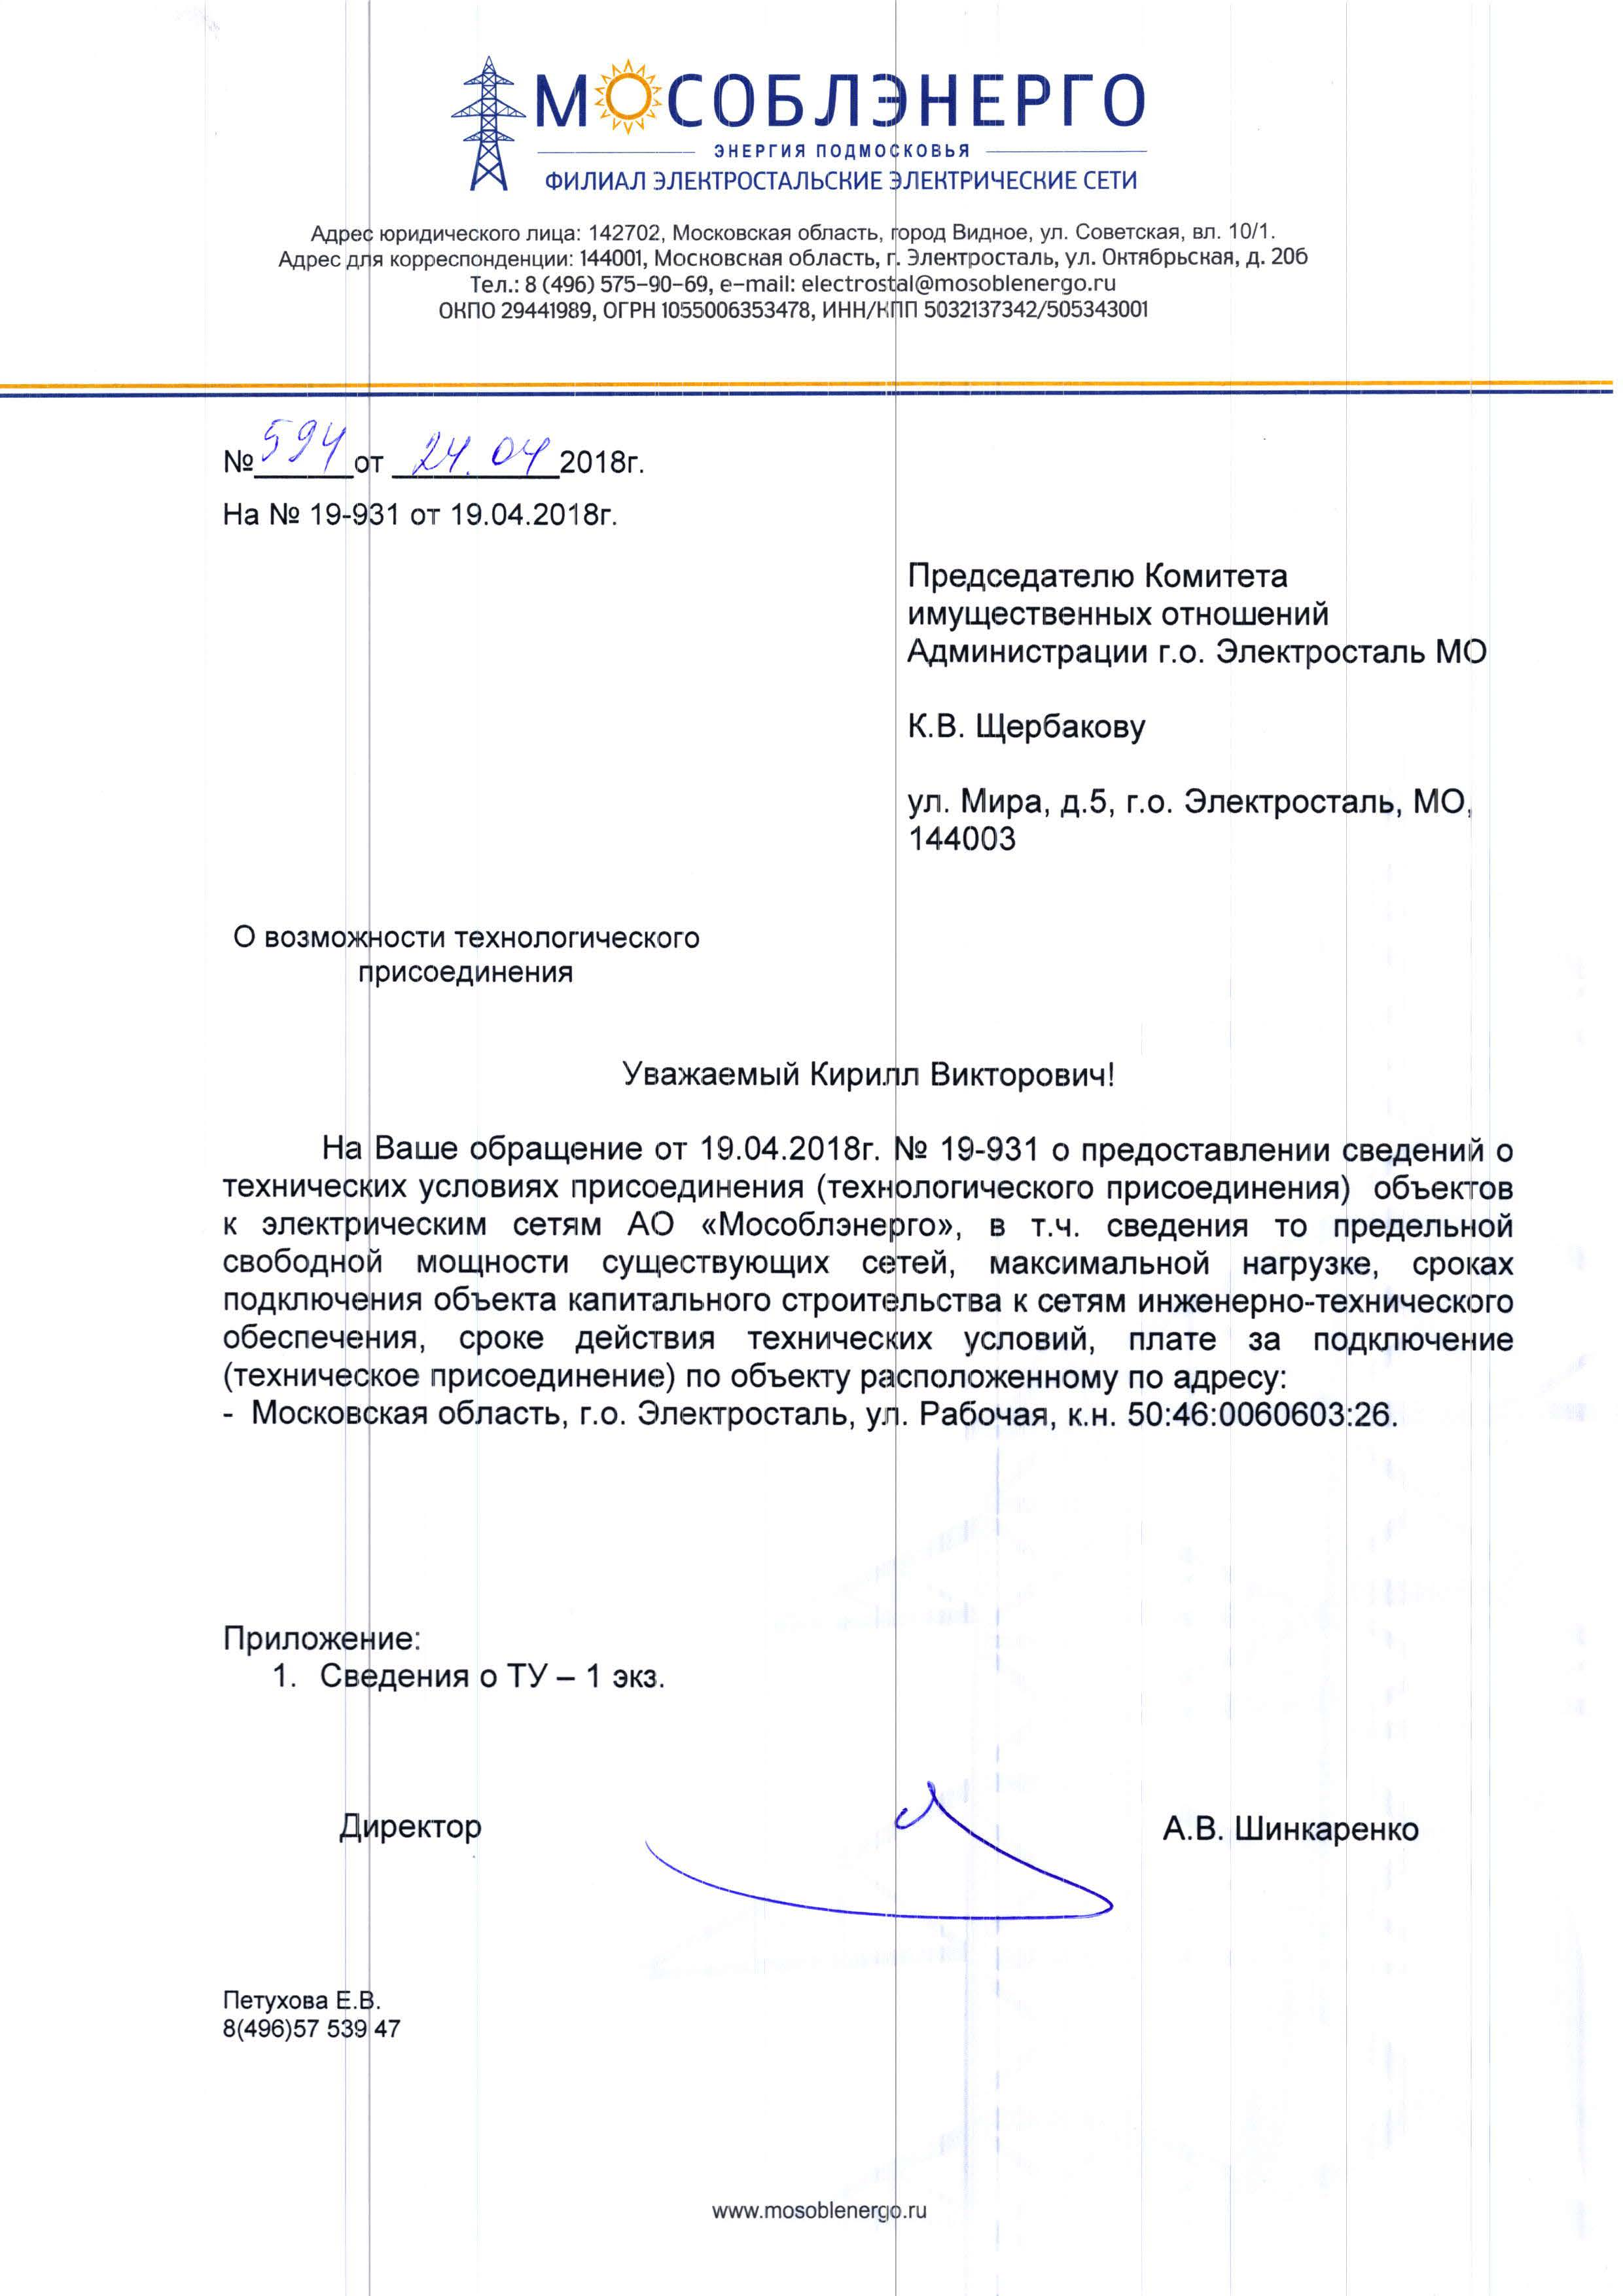 МОСОБЛЭНЕРГО
ЭНЕРГИЯ ПОДМОСКОВЬЯ
ФИЛИАЛ ЭЛЕКТРОСТАЛЬСКИЕ ЭЛЕКТРИЧЕСКИЕ СЕТИ
Адрес юридического лица: 142702, Московская область, город Видное, ул. Советская, вл. 10/1.
Адрес для корреспонденции: 144001, Московская область, г. Электросталь, ул. Октябрьская, д. 20б
Тел.: 8 (496) 575-90-69, e-mail: electrostal@mosoblenergo.ru
ОКПО 29441989, ОГРН 1055006353478, ИНН/КПП 5032137342/505343001
№ 594 от 24.04 2018г.
На № 19-931 от 19.04.2018г.
Председателю Комитета
имущественных отношений
Администрации г.о. Электросталь МО
К.В. Щербакову
ул. Мира, д.5, г.о. Электросталь, МО,
144003
О возможности технологического
присоединения
Уважаемый Кирилл Викторович!
На Ваше обращение от 19.04.2018г. № 19-931 о предоставлении сведений о
технических условиях присоединения (технологического присоединения) объектов
к электрическим сетям АО «Мособлэнерго», в т.ч. сведения то предельной
свободной мощности существующих сетей, максимальной нагрузке, сроках
подключения объекта капитального строительства к сетям инженерно-технического
обеспечения, сроке действия технических условий, плате за подключение
(техническое присоединение) по объекту расположенному по адресу:
- Московская область, г.о. Электросталь, ул. Рабочая, к.н. 50:46:0060603:26.
Приложение:
1. Сведения о ТУ – 1 экз.
Директор А.В. Шинкаренко
Петухова Е.В.
8(496)57 539 47
www.mosoblenergo.ru